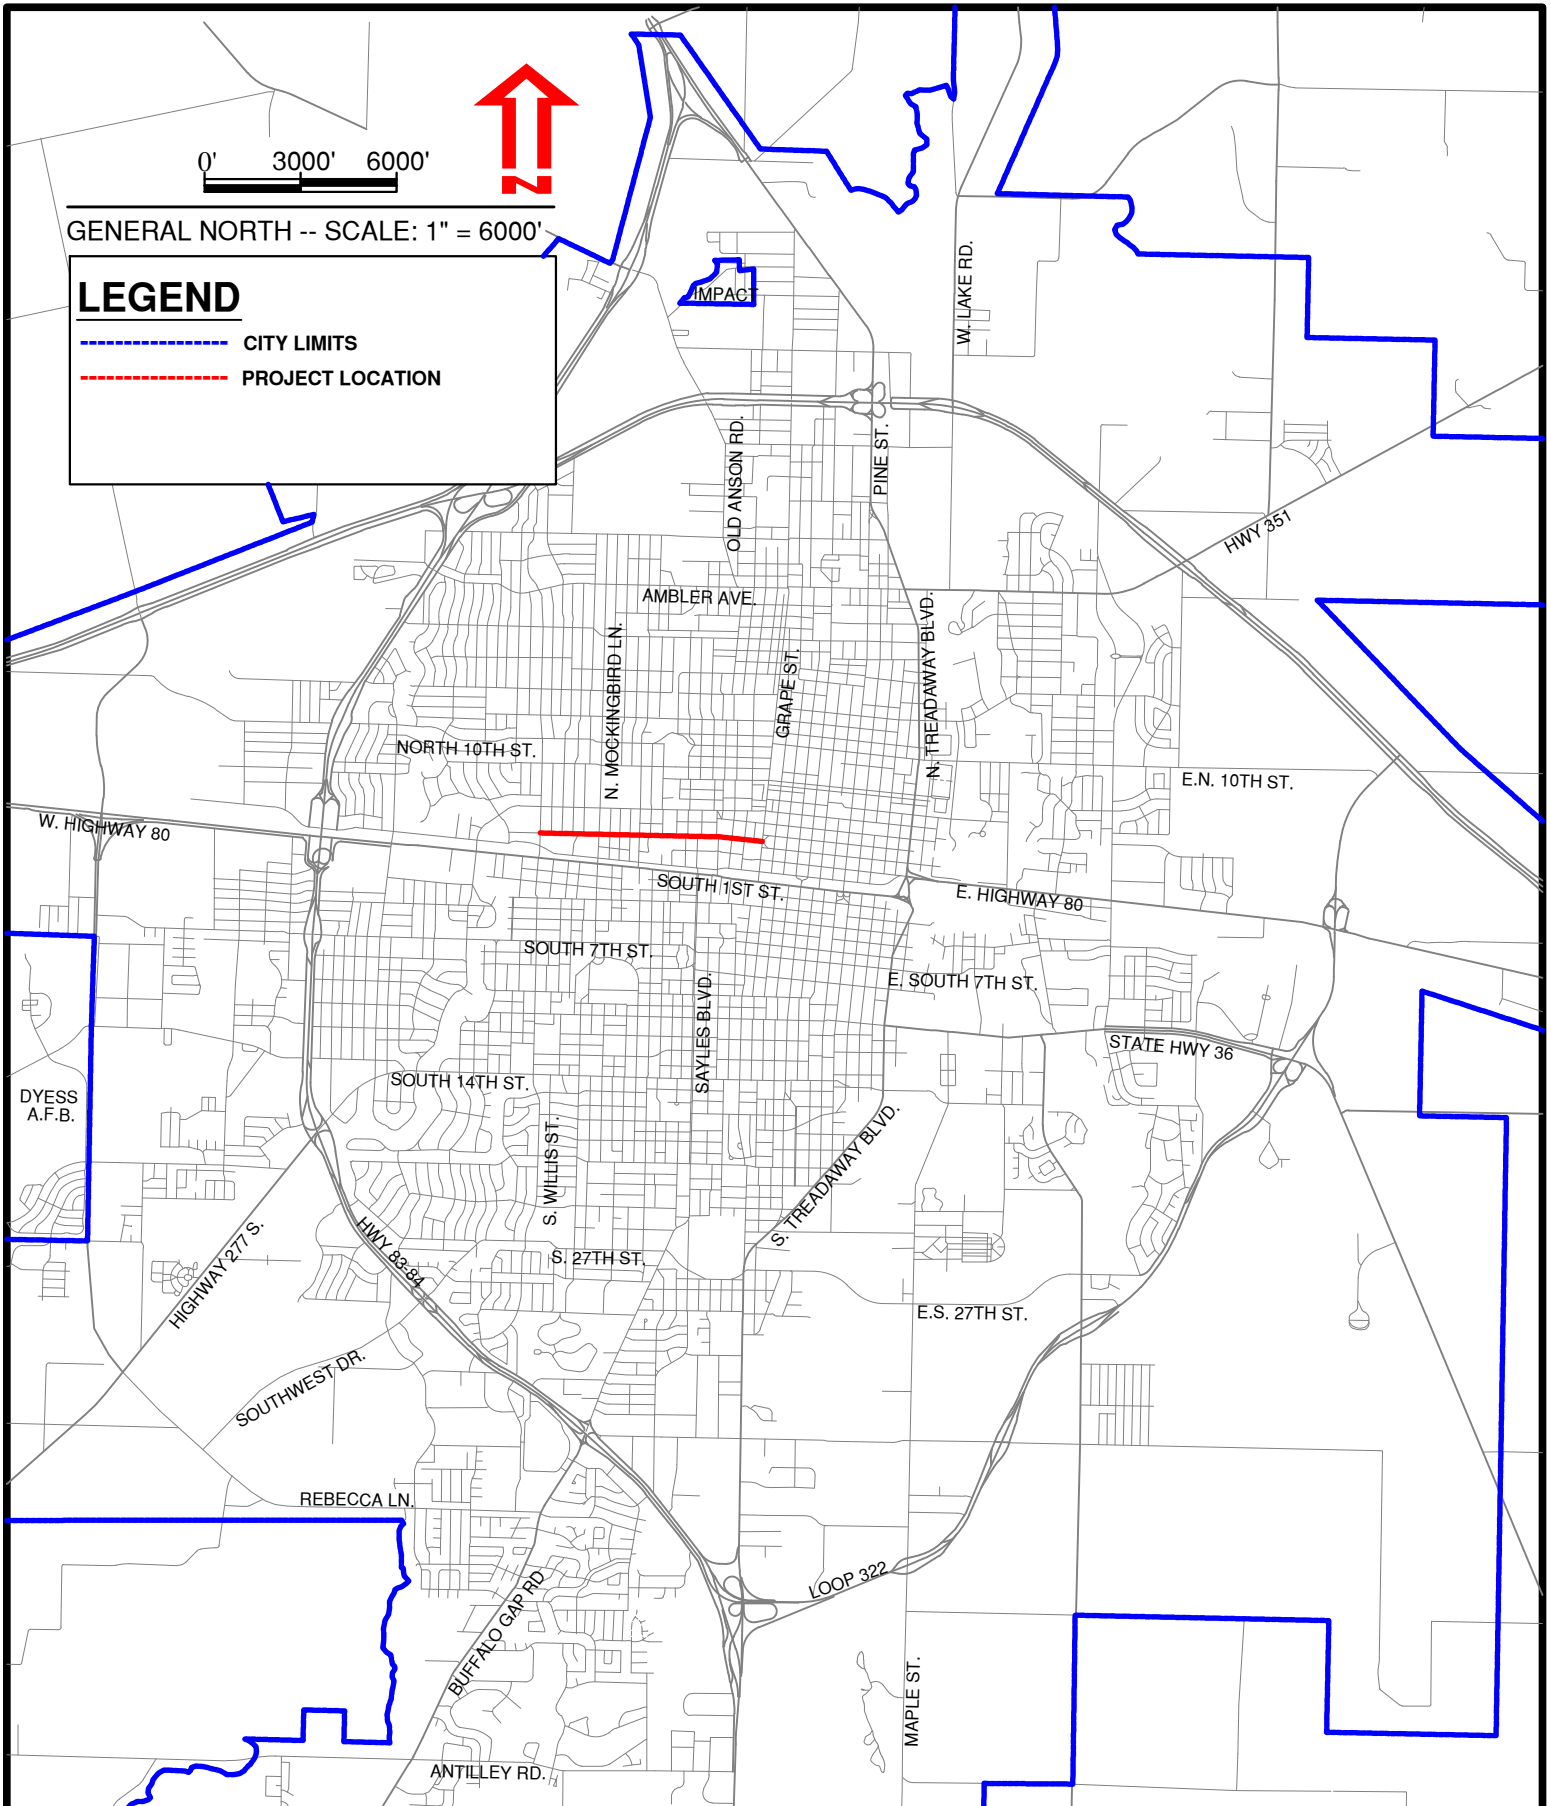 0' 3000' 6000'
N
GENERAL NORTH -- SCALE: 1" = 6000'
LEGEND
CITY LIMITS
PROJECT LOCATION
IMPACT
W. LAKE RD.
OLD ANSON RD.
PINE ST.
HWY 351
AMBLER AVE.
N. MOCKINGBIRD LN.
GRAPE ST.
N. TREADAWAY BLVD.
NORTH 10TH ST.
E.N. 10TH ST.
W. HIGHWAY 80
SOUTH 1ST ST.
E. HIGHWAY 80
SOUTH 7TH ST.
E. SOUTH 7TH ST.
SAYLES BLVD.
STATE HWY 36
DYESS
A.F.B.
SOUTH 14TH ST.
S. WILLIS ST.
S. TREADAWAY BLVD.
HIGHWAY 277 S.
HWY 83-84
S. 27TH ST.
E.S. 27TH ST.
SOUTHWEST DR.
REBECCA LN.
LOOP 322
BUFFALO GAP RD
MAPLE ST.
ANTILLEY RD.